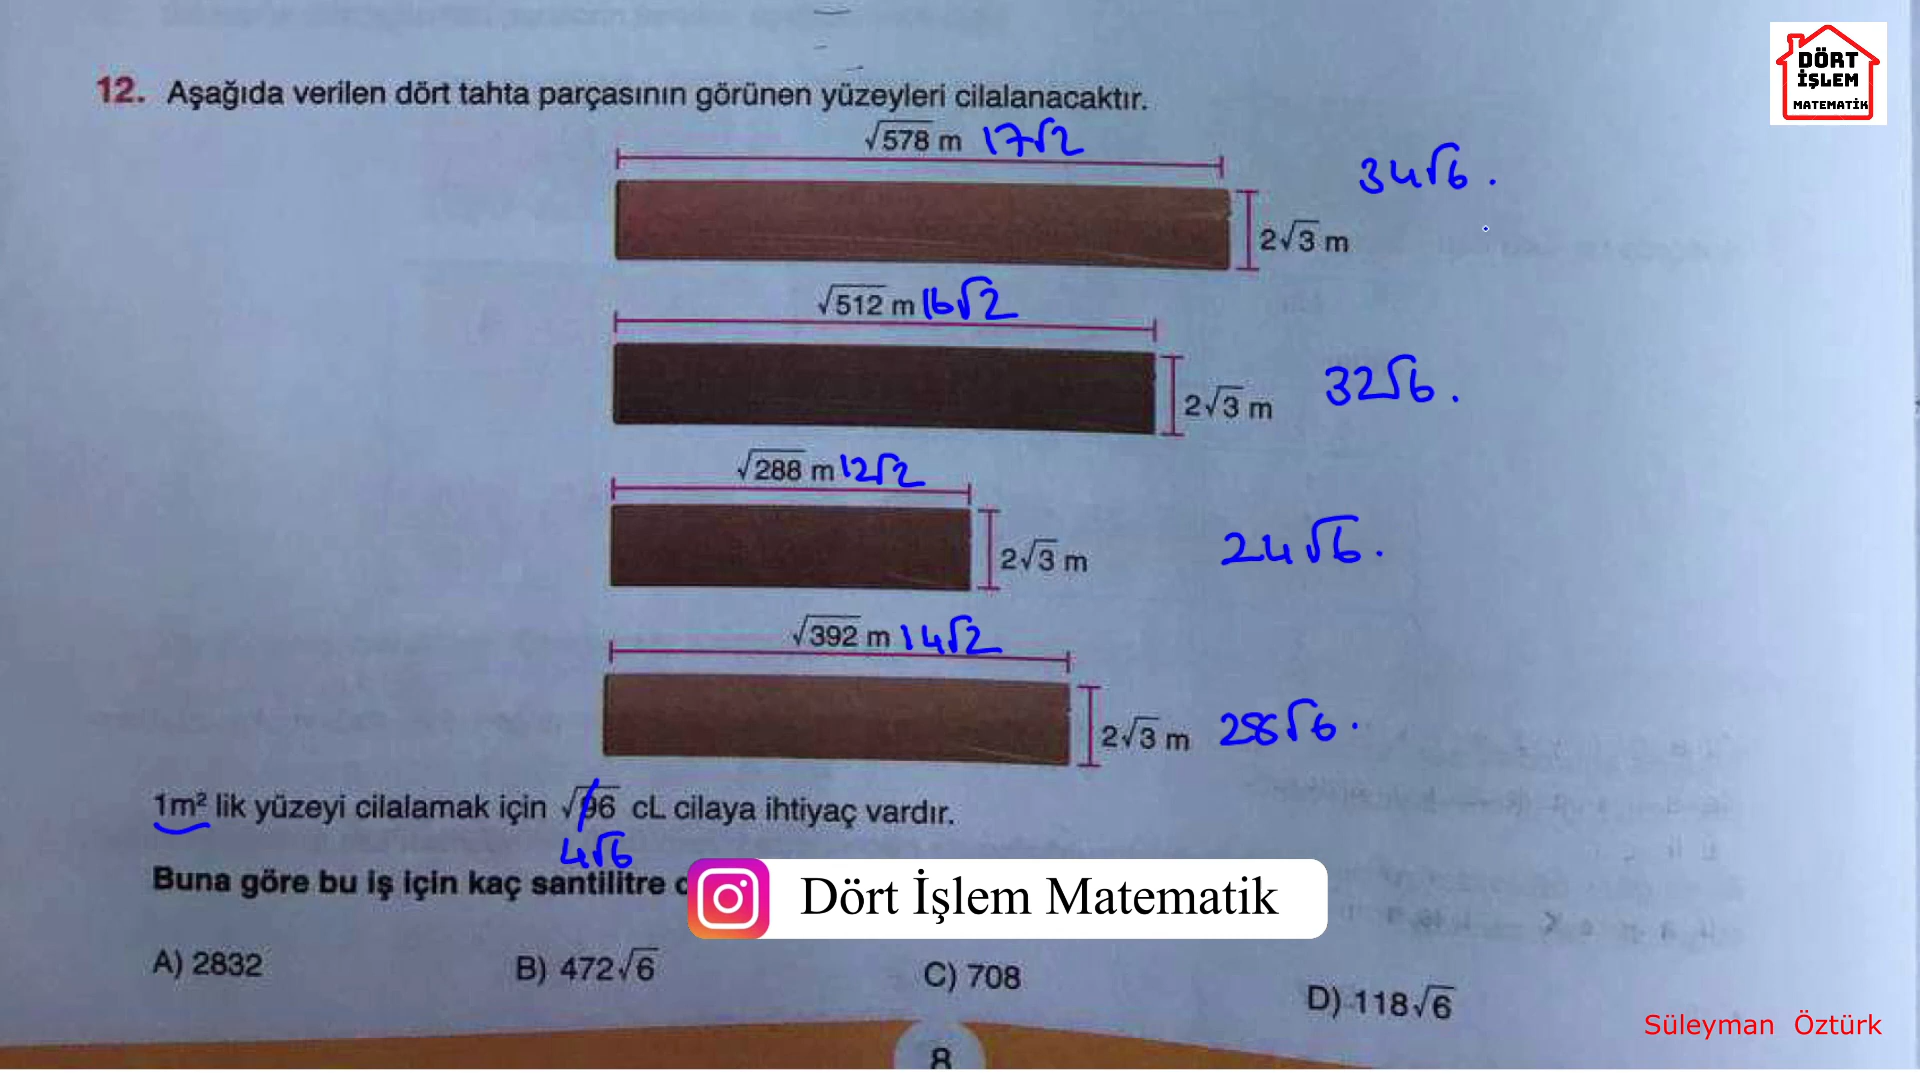 DÖRT
İŞLEM
MATEMATİK
12. Aşağıda verilen dört tahta parçasının görünen yüzeyleri cilalanacaktır.
√578 m 17√2
34√6.
2√3 m
√512 m 16√2
32√6.
2√3 m
√288 m 12√2
24√6.
2√3 m
√392 m 14√2
2√3 m 28√6.
1m² lik yüzeyi cilalamak için √96 cL cilaya ihtiyaç vardır.
4√6
Buna göre bu iş için kaç santilitre
Dört İşlem Matematik
A) 2832 B) 472√6 C) 708 D) 118√6
Süleyman Öztürk
8